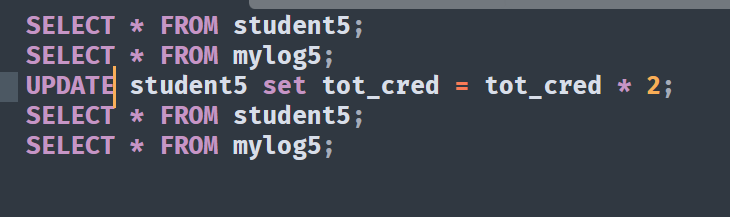 SELECT * FROM student5;
SELECT * FROM mylog5;
UPDATE student5 set tot_cred = tot_cred * 2;
SELECT * FROM student5;
SELECT * FROM mylog5;